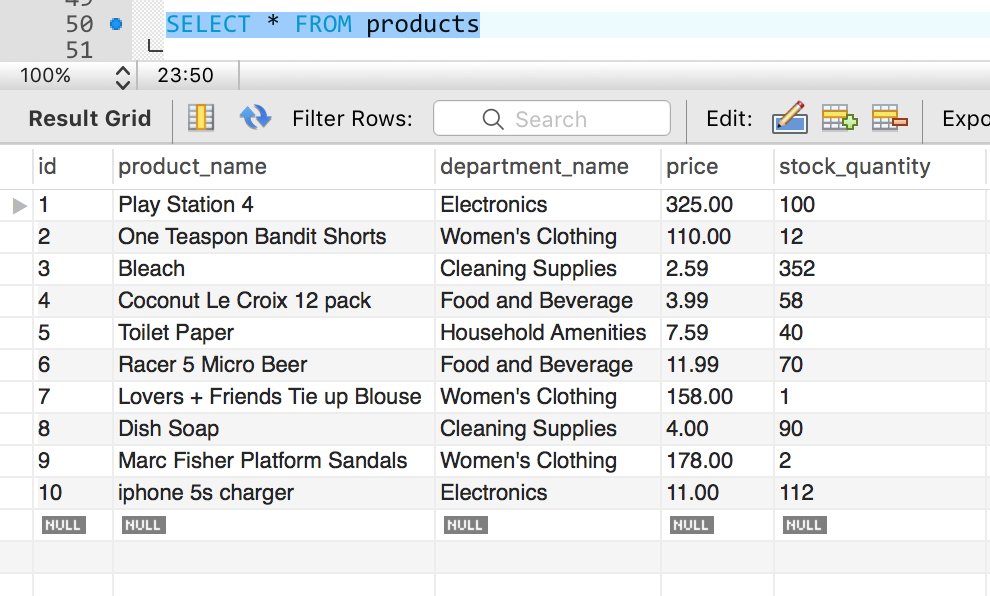 49
50 SELECT * FROM products
51
100% 23:50
Result Grid Filter Rows: Search Edit: Expo
id product_name department_name price stock_quantity
1 Play Station 4 Electronics 325.00 100
2 One Teaspon Bandit Shorts Women's Clothing 110.00 12
3 Bleach Cleaning Supplies 2.59 352
4 Coconut Le Croix 12 pack Food and Beverage 3.99 58
5 Toilet Paper Household Amenities 7.59 40
6 Racer 5 Micro Beer Food and Beverage 11.99 70
7 Lovers + Friends Tie up Blouse Women's Clothing 158.00 1
8 Dish Soap Cleaning Supplies 4.00 90
9 Marc Fisher Platform Sandals Women's Clothing 178.00 2
10 iphone 5s charger Electronics 11.00 112
NULL NULL NULL NULL NULL